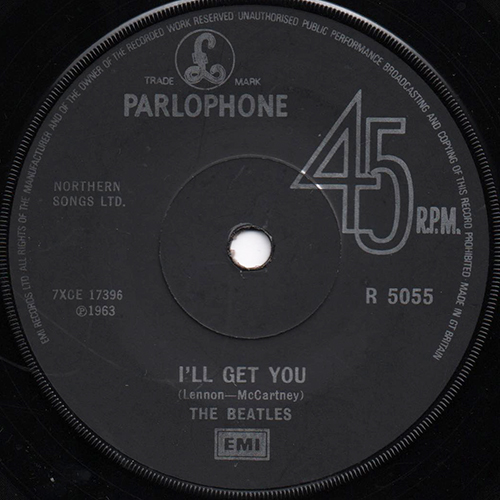 EMI RECORDS LTD ALL RIGHTS OF THE MANUFACTURER AND OF THE OWNER OF THE RECORDED WORK RESERVED UNAUTHORISED PUBLIC PERFORMANCE BROADCASTING AND COPYING OF THIS RECORD PROHIBITED MADE IN GT BRITAIN
£
TRADE MARK
PARLOPHONE
45
R.P.M.
NORTHERN
SONGS LTD.
7XCE 17396
℗1963
R 5055
I'LL GET YOU
(Lennon—McCartney)
THE BEATLES
EMI